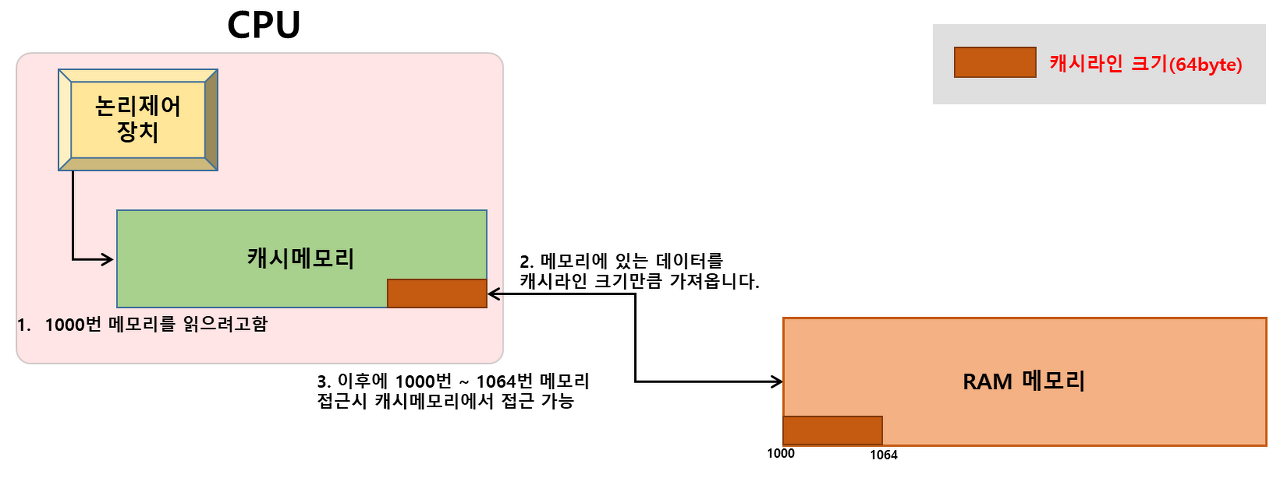 CPU
캐시라인 크기(64byte)
논리제어
장치
캐시메모리
1. 1000번 메모리를 읽으려고함
2. 메모리에 있는 데이터를
캐시라인 크기만큼 가져옵니다.
3. 이후에 1000번 ~ 1064번 메모리
접근시 캐시메모리에서 접근 가능
RAM 메모리
1000
1064